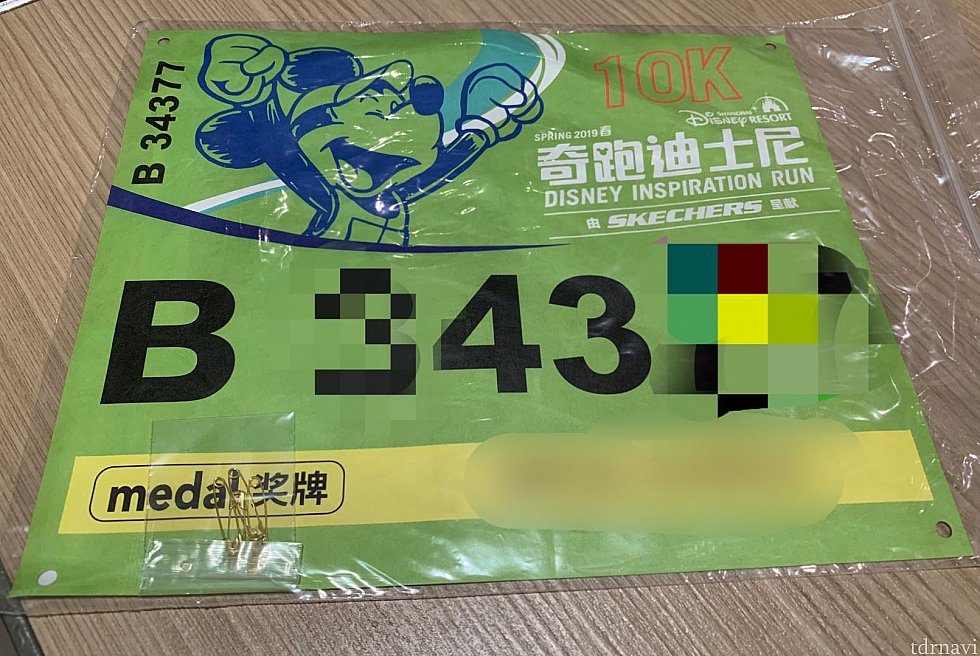 B 34377
10K
SHANGHAI
Disney RESORT
SPRING 2019 春
奇跑迪士尼
DISNEY INSPIRATION RUN
由 SKECHERS 呈献
B 343
medal 奖牌
tdrnavi